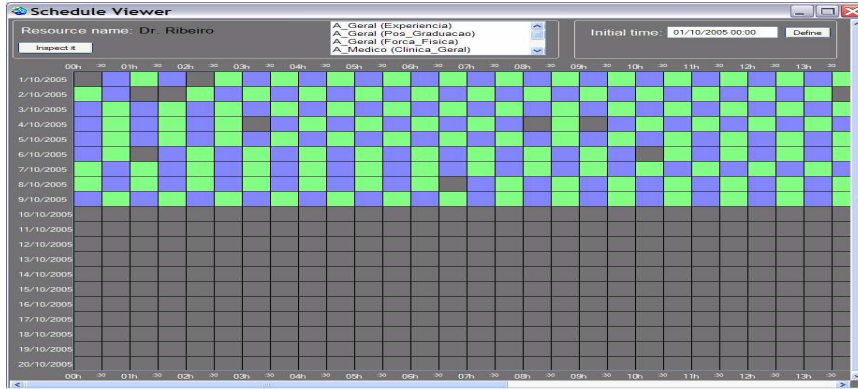 Schedule Viewer
Resource name: Dr. Ribeiro
Inspect it
A_Geral (Experiencia)
A_Geral (Pos_Graduacao)
A_Geral (Forca_Fisica)
A_Medico (Clinica_Geral)
Initial time: 01/10/2005 00:00 Define
00h 30 01h 30 02h 30 03h 30 04h 30 05h 30 06h 30 07h 30 08h 30 09h 30 10h 30 11h 30 12h 30 13h 30
1/10/2005
2/10/2005
3/10/2005
4/10/2005
5/10/2005
6/10/2005
7/10/2005
8/10/2005
9/10/2005
10/10/2005
11/10/2005
12/10/2005
13/10/2005
14/10/2005
15/10/2005
16/10/2005
17/10/2005
18/10/2005
19/10/2005
20/10/2005
00h 30 01h 30 02h 30 03h 30 04h 30 05h 30 06h 30 07h 30 08h 30 09h 30 10h 30 11h 30 12h 30 13h 30